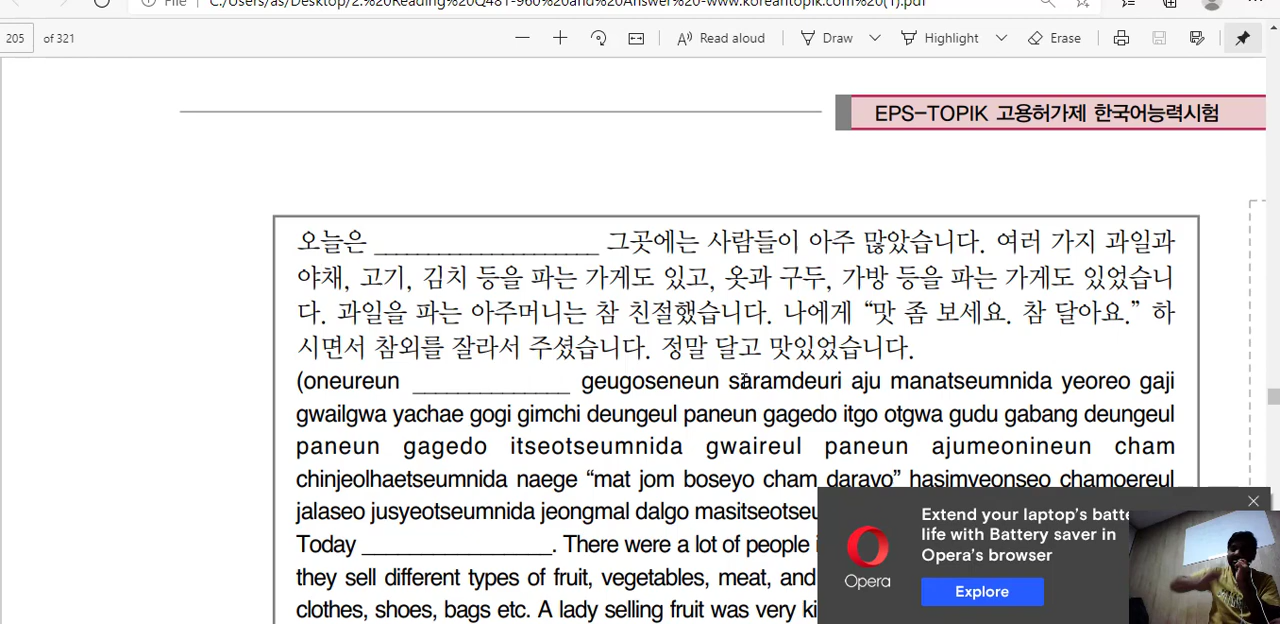 File
C:/Users/as/Desktop/2.%20Reading%20Q481-960%20and%20Answer%20-www.koreantopik.com%20(1).pdf
205 of 321
Read aloud
Draw
Highlight
Erase
EPS-TOPIK 고용허가제 한국어능력시험
오늘은 ____________________ 그곳에는 사람들이 아주 많았습니다. 여러 가지 과일과
야채, 고기, 김치 등을 파는 가게도 있고, 옷과 구두, 가방 등을 파는 가게도 있었습니
다. 과일을 파는 아주머니는 참 친절했습니다. 나에게 “맛 좀 보세요. 참 달아요.” 하
시면서 참외를 잘라서 주셨습니다. 정말 달고 맛있었습니다.
(oneureun ______________ geugoseneun saramdeuri aju manatseumnida yeoreo gaji
gwailgwa yachae gogi gimchi deungeul paneun gagedo itgo otgwa gudu gabang deungeul
paneun gagedo itseotseumnida gwaireul paneun ajumeonineun cham
chinjeolhaetseumnida naege “mat jom boseyo cham darayo” hasimyeonseo chamoereul
jalaseo jusyeotseumnida jeongmal dalgo masitseotseu
Today _________________. There were a lot of people
they sell different types of fruit, vegetables, meat, and
clothes, shoes, bags etc. A lady selling fruit was very
Extend your laptop's
life with Battery saver in
Opera's browser
Opera
Explore